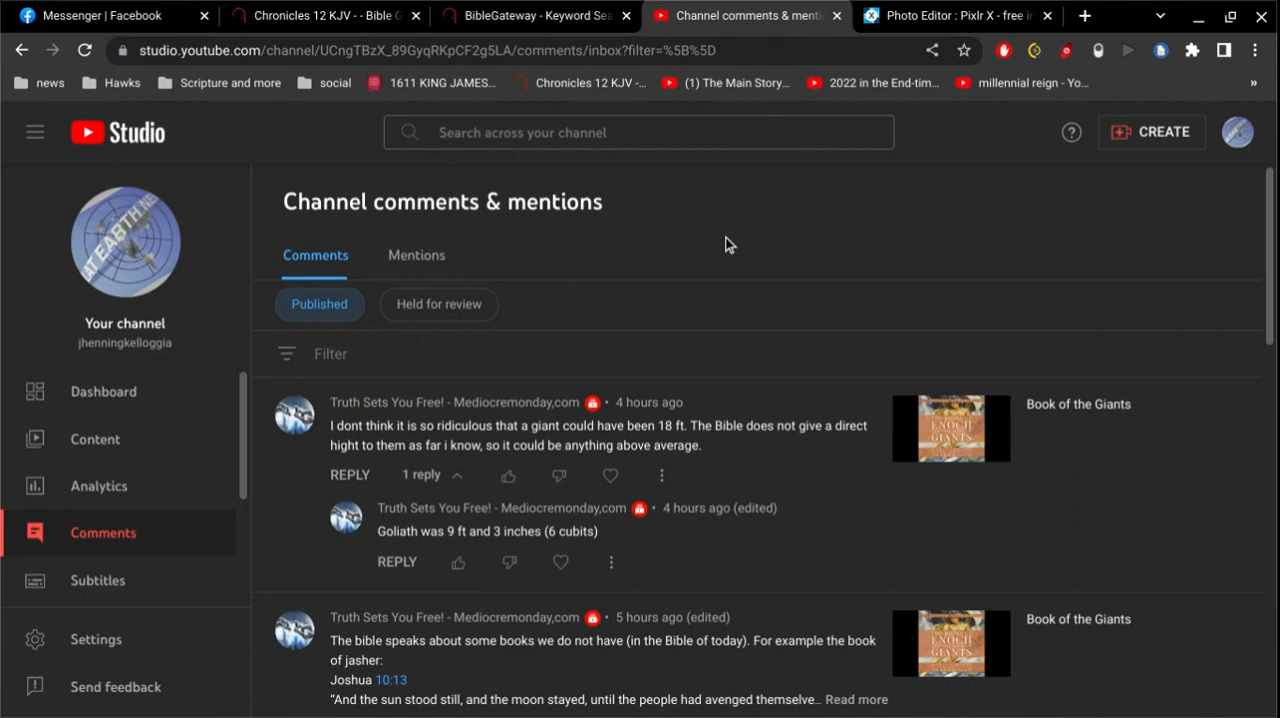 Messenger | Facebook
Chronicles 12 KJV - - Bible G
BibleGateway - Keyword Sea
Channel comments & menti
Photo Editor : Pixlr X - free i
studio.youtube.com/channel/UCngTBzX_89GyqRKpCF2g5LA/comments/inbox?filter=%5B%5D
news
Hawks
Scripture and more
social
1611 KING JAMES...
Chronicles 12 KJV -...
(1) The Main Story...
2022 in the End-tim...
millennial reign - Yo...
»
Studio
Search across your channel
CREATE
AT EARTH NE
Your channel
jhenningkelloggia
Dashboard
Content
Analytics
Comments
Subtitles
Settings
Send feedback
Channel comments & mentions
Comments
Mentions
Published
Held for review
Filter
Truth Sets You Free! - Mediocremonday,com • 4 hours ago
I dont think it is so ridiculous that a giant could have been 18 ft. The Bible does not give a direct
hight to them as far i know, so it could be anything above average.
REPLY 1 reply
Book of the Giants
ENOCH
GIANTS
Truth Sets You Free! - Mediocremonday,com • 4 hours ago (edited)
Goliath was 9 ft and 3 inches (6 cubits)
REPLY
Truth Sets You Free! - Mediocremonday,com • 5 hours ago (edited)
The bible speaks about some books we do not have (in the Bible of today). For example the book
of jasher:
Joshua 10:13
“And the sun stood still, and the moon stayed, until the people had avenged themselve... Read more
Book of the Giants
ENOCH
GIANTS